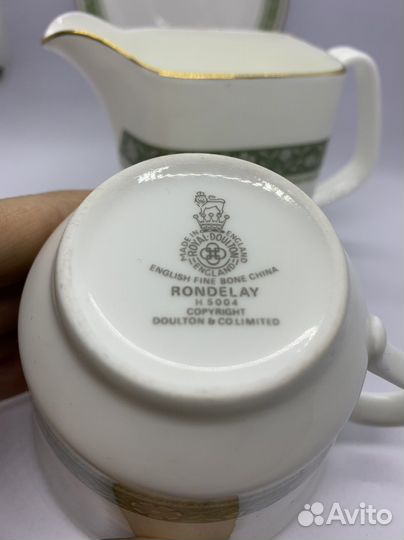 MADE IN ENGLAND
ROYAL·DOULTON
ENGLAND
ENGLISH FINE BONE CHINA
RONDELAY
H 5004
COPYRIGHT
DOULTON & CO.LIMITED
Avito